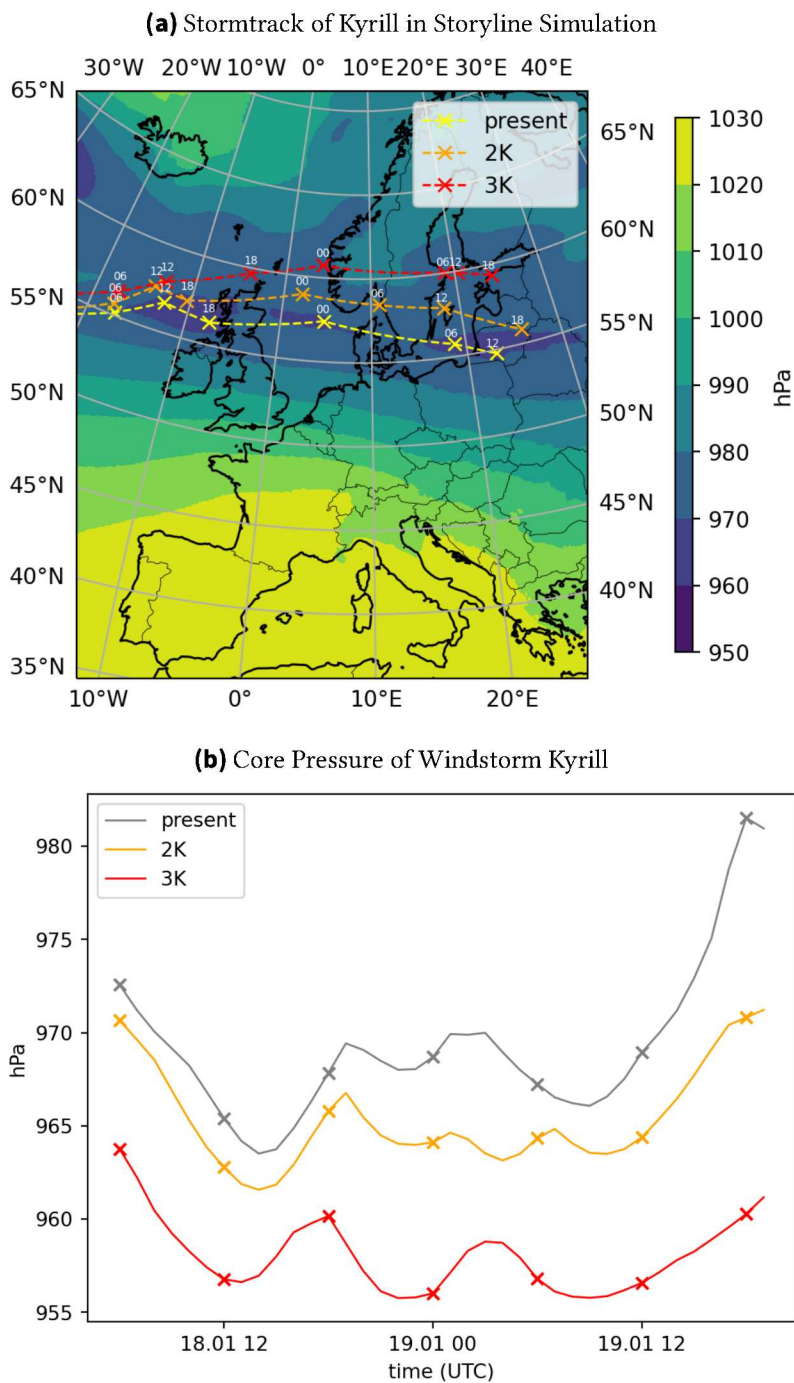 (a) Stormtrack of Kyrill in Storyline Simulation
30°W 20°W 10°W 0° 10°E 20°E 30°E 40°E
65°N
60°N
55°N
50°N
45°N
40°N
35°N
present
2K
3K
06 12 12 18 00 06 12 18
06 18 00 06 12 18
06 12 18 00 06 12
65°N
60°N
55°N
50°N
45°N
40°N
10°W 0° 10°E 20°E
1030
1020
1010
1000
990
980
970
960
950
hPa
(b) Core Pressure of Windstorm Kyrill
present
2K
3K
980
975
970
965
960
955
hPa
18.01 12 19.01 00 19.01 12
time (UTC)